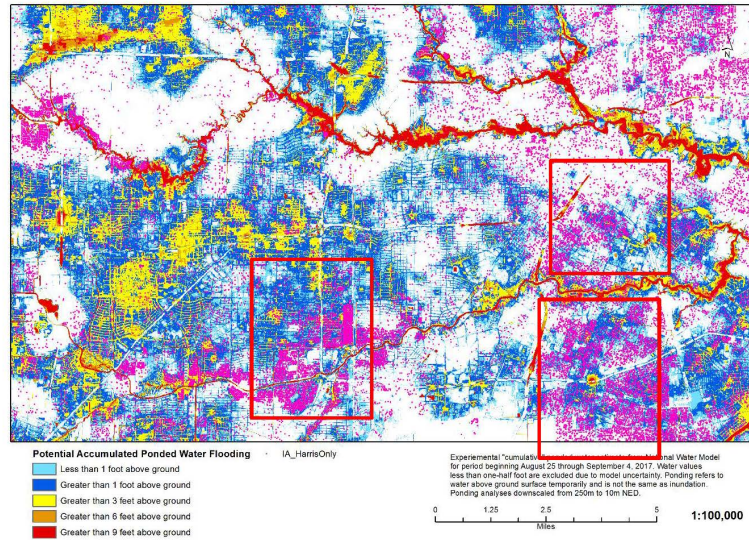 N
Potential Accumulated Ponded Water Flooding
IA_HarrisOnly
Less than 1 foot above ground
Greater than 1 foot above ground
Greater than 3 feet above ground
Greater than 6 feet above ground
Greater than 9 feet above ground
Experiemental "cumulative National Water Model
for period beginning August 25 through September 4, 2017. Water values
less than one-half foot are excluded due to model uncertainty. Ponding refers to
water above ground surface temporarily and is not the same as inundation.
Ponding analyses downscaled from 250m to 10m NED.
0 1.25 2.5 5
Miles
1:100,000